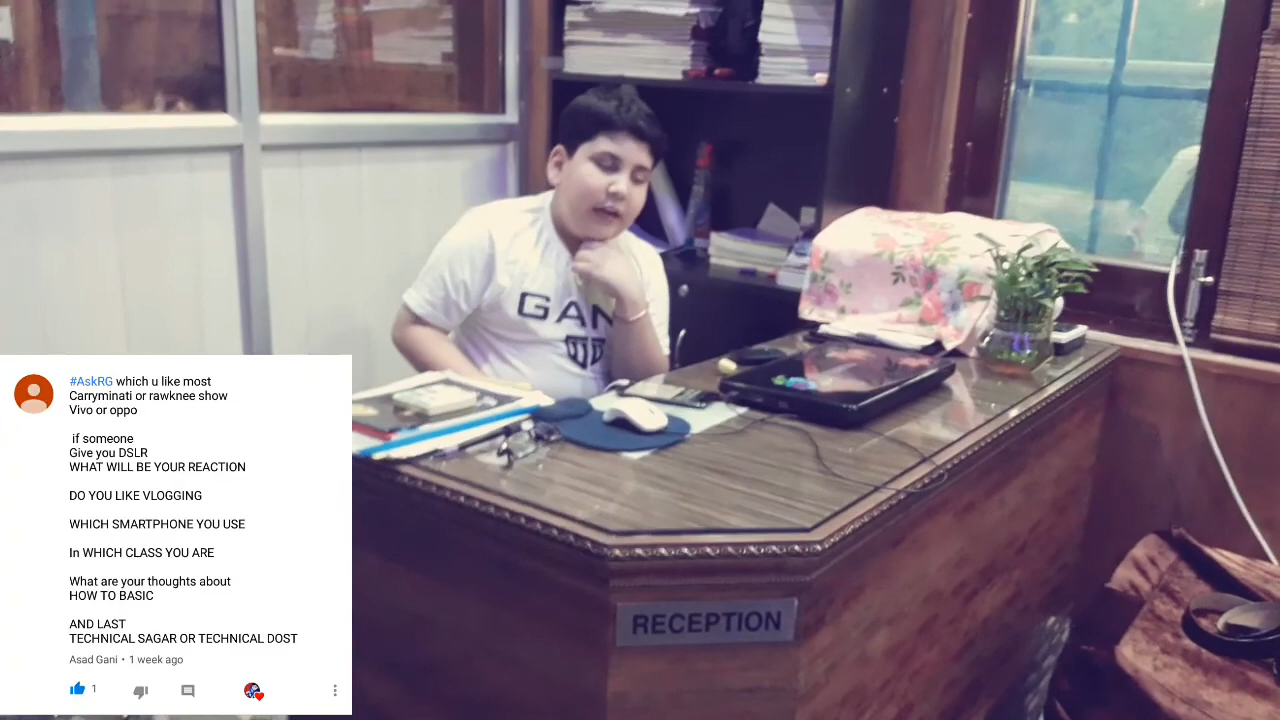 #AskRG which u like most
Carryminati or rawknee show
Vivo or oppo
if someone
Give you DSLR
WHAT WILL BE YOUR REACTION
DO YOU LIKE VLOGGING
WHICH SMARTPHONE YOU USE
In WHICH CLASS YOU ARE
What are your thoughts about
HOW TO BASIC
AND LAST
TECHNICAL SAGAR OR TECHNICAL DOST
Asad Gani • 1 week ago
1
GAN
RECEPTION